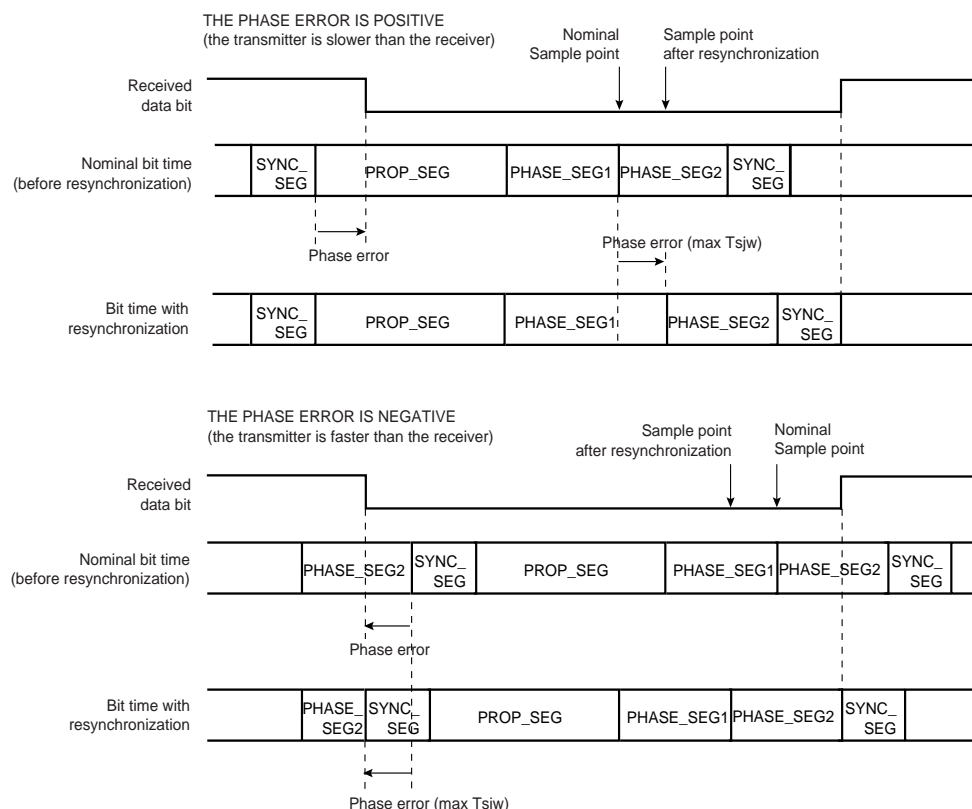 THE PHASE ERROR IS POSITIVE
(the transmitter is slower than the receiver)
Nominal
Sample point
Sample point
after resynchronization
Received
data bit
Nominal bit time
(before resynchronization)
SYNC_
SEG
PROP_SEG
PHASE_SEG1
PHASE_SEG2
SYNC_
SEG
Phase error
Phase error (max Tsjw)
Bit time with
resynchronization
SYNC_
SEG
PROP_SEG
PHASE_SEG1
PHASE_SEG2
SYNC_
SEG
THE PHASE ERROR IS NEGATIVE
(the transmitter is faster than the receiver)
Sample point
after resynchronization
Nominal
Sample point
Received
data bit
Nominal bit time
(before resynchronization)
PHASE_SEG2
SYNC_
SEG
PROP_SEG
PHASE_SEG1
PHASE_SEG2
SYNC_
SEG
Phase error
Bit time with
resynchronization
PHASE_
SEG2
SYNC_
SEG
PROP_SEG
PHASE_SEG1
PHASE_SEG2
SYNC_
SEG
Phase error (max Tsjw)